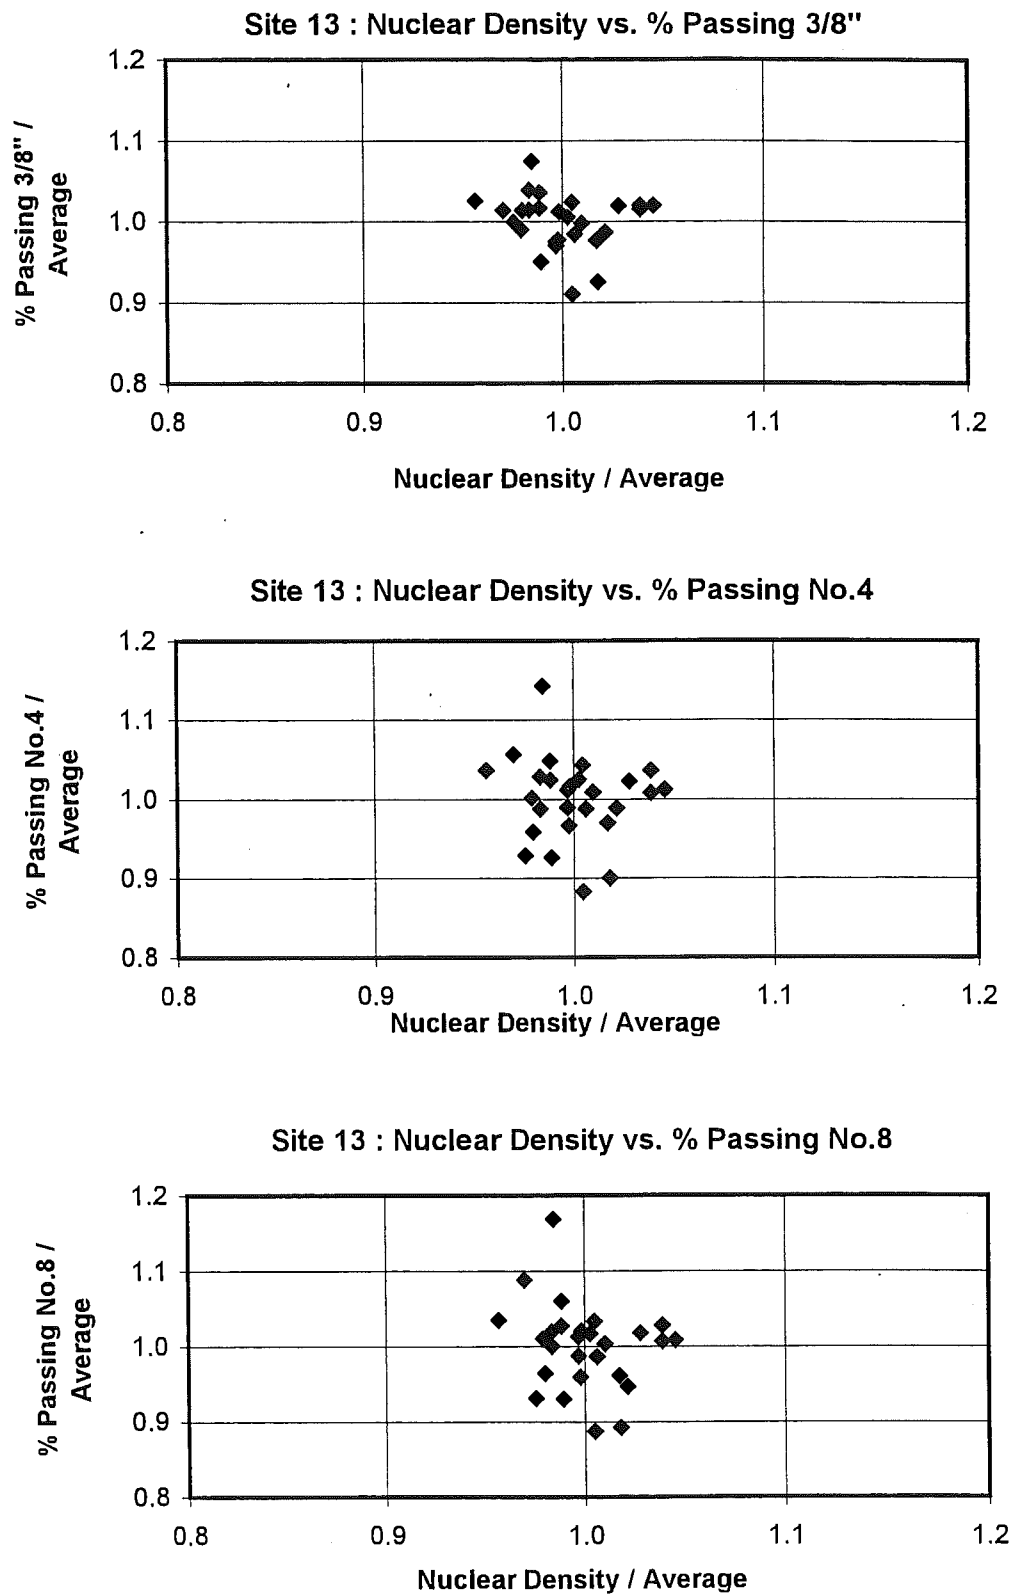 Site 13 : Nuclear Density vs. % Passing 3/8"
1.2
1.1
1.0
0.9
0.8
% Passing 3/8" /
Average
0.8 0.9 1.0 1.1 1.2
Nuclear Density / Average
Site 13 : Nuclear Density vs. % Passing No.4
1.2
1.1
1.0
0.9
0.8
% Passing No.4 /
Average
0.8 0.9 1.0 1.1 1.2
Nuclear Density / Average
Site 13 : Nuclear Density vs. % Passing No.8
1.2
1.1
1.0
0.9
0.8
% Passing No.8 /
Average
0.8 0.9 1.0 1.1 1.2
Nuclear Density / Average